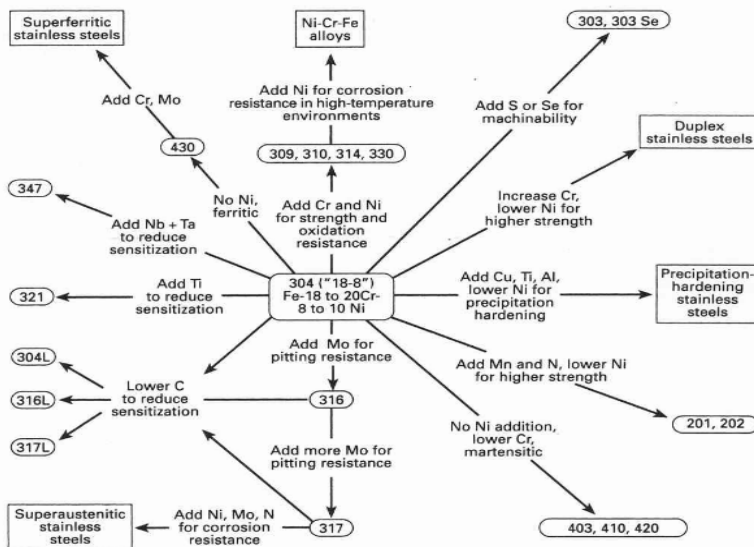 Superferritic
stainless steels
Ni-Cr-Fe
alloys
303, 303 Se
Add Cr, Mo
Add Ni for corrosion
resistance in high-temperature
environments
Add S or Se for
machinability
Duplex
stainless steels
430
309, 310, 314, 330
347
No Ni,
ferritic
Add Cr and Ni
for strength and
oxidation
resistance
Increase Cr,
lower Ni for
higher strength
Add Nb + Ta
to reduce
sensitization
304 ("18-8")
Fe-18 to 20Cr-
8 to 10 Ni
Add Cu, Ti, Al,
lower Ni for
precipitation
hardening
Precipitation-
hardening
stainless
steels
321
Add Ti
to reduce
sensitization
Add Mo for
pitting resistance
Add Mn and N, lower Ni
for higher strength
304L
316L
317L
Lower C
to reduce
sensitization
316
No Ni addition,
lower Cr,
martensitic
201, 202
Add more Mo for
pitting resistance
Superaustenitic
stainless
steels
Add Ni, Mo, N
for corrosion
resistance
317
403, 410, 420